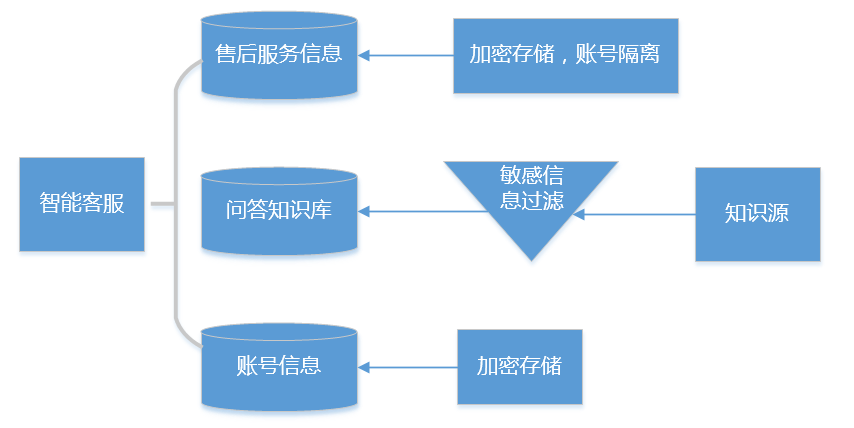 售后服务信息
加密存储，账号隔离
智能客服
问答知识库
敏感信
息过滤
知识源
账号信息
加密存储